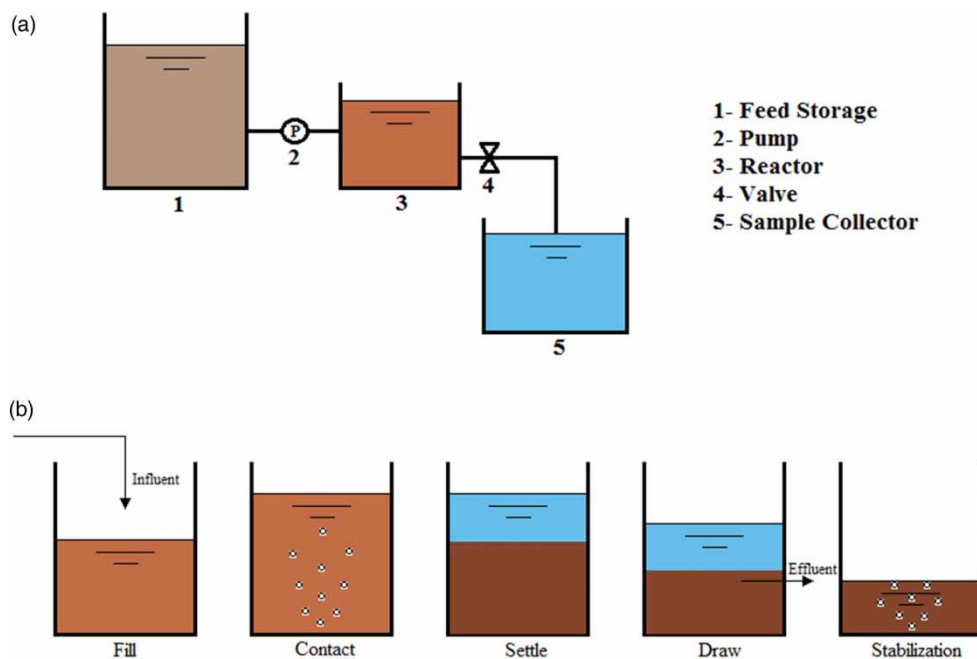 (a)
P
2
1
3
4
5
1- Feed Storage
2- Pump
3- Reactor
4- Valve
5- Sample Collector
(b)
Influent
Effluent
Fill
Contact
Settle
Draw
Stabilization